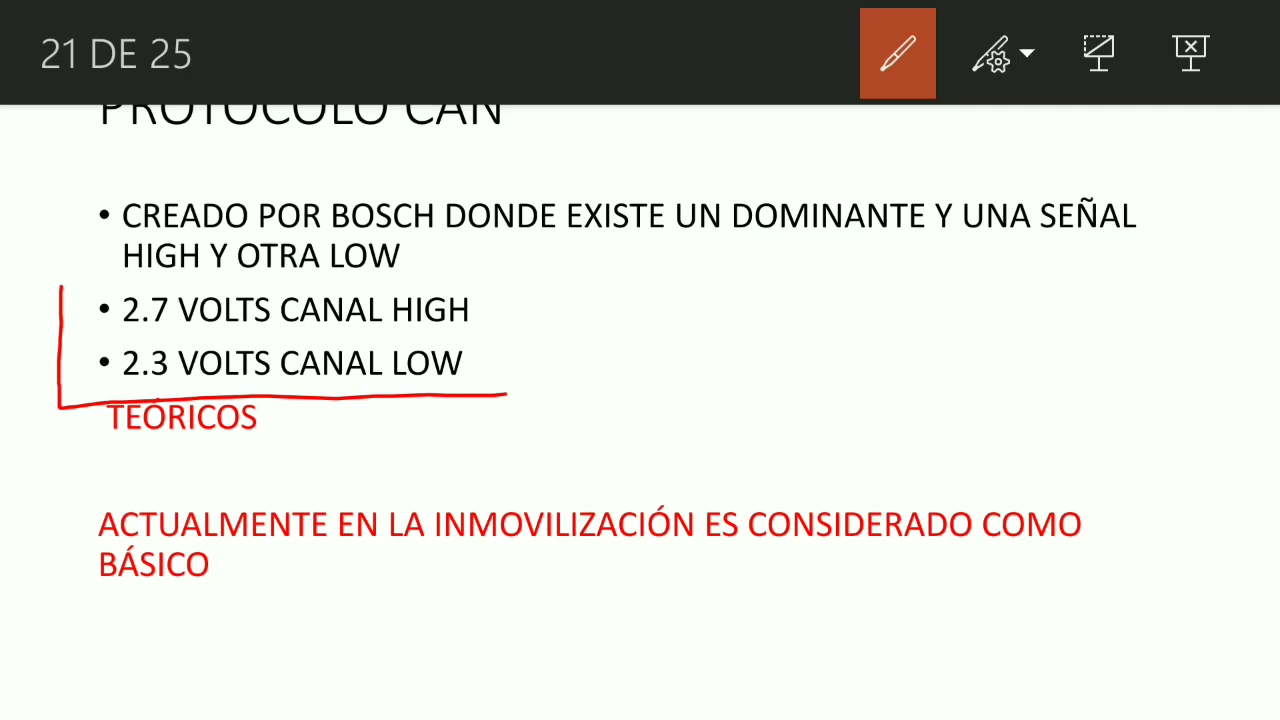 21 DE 25
PROTOCOLO CAN
• CREADO POR BOSCH DONDE EXISTE UN DOMINANTE Y UNA SEÑAL
HIGH Y OTRA LOW
• 2.7 VOLTS CANAL HIGH
• 2.3 VOLTS CANAL LOW
TEÓRICOS
ACTUALMENTE EN LA INMOVILIZACIÓN ES CONSIDERADO COMO
BÁSICO